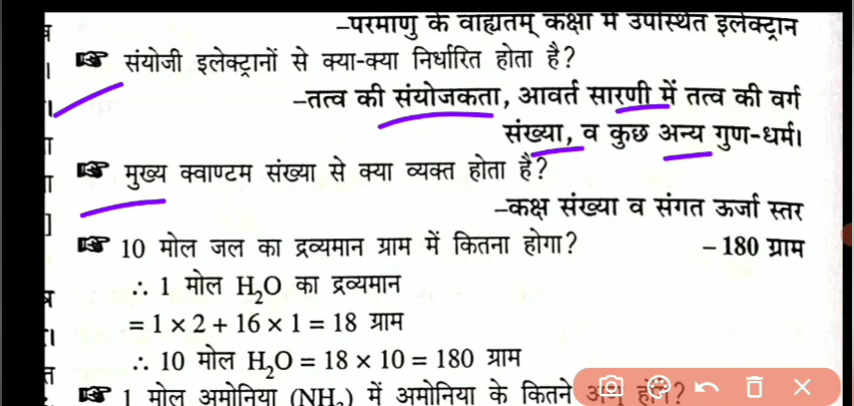 –परमाणु के वाह्यतम् कक्षा में उपस्थित इलेक्ट्रान
☞ संयोजी इलेक्ट्रानों से क्या-क्या निर्धारित होता है?
–तत्व की संयोजकता, आवर्त सारणी में तत्व की वर्ग
संख्या, व कुछ अन्य गुण-धर्म।
☞ मुख्य क्वाण्टम संख्या से क्या व्यक्त होता है?
–कक्ष संख्या व संगत ऊर्जा स्तर
☞ 10 मोल जल का द्रव्यमान ग्राम में कितना होगा? – 180 ग्राम
∴ 1 मोल H₂O का द्रव्यमान
= 1 × 2 + 16 × 1 = 18 ग्राम
∴ 10 मोल H₂O = 18 × 10 = 180 ग्राम
☞ 1 मोल अमोनिया (NH₃) में अमोनिया के कितने अणु होंगे?